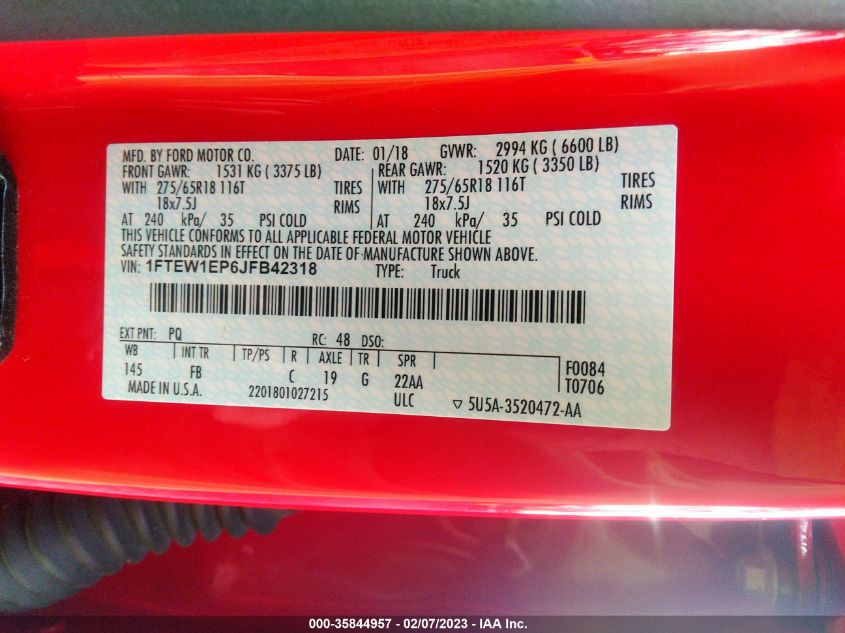 MFD. BY FORD MOTOR CO. DATE: 01/18 GVWR: 2994 KG ( 6600 LB)
FRONT GAWR: 1531 KG ( 3375 LB) REAR GAWR: 1520 KG ( 3350 LB)
WITH 275/65R18 116T TIRES WITH 275/65R18 116T TIRES
18x7.5J RIMS 18x7.5J RIMS
AT 240 kPa/ 35 PSI COLD AT 240 kPa/ 35 PSI COLD
THIS VEHICLE CONFORMS TO ALL APPLICABLE FEDERAL MOTOR VEHICLE
SAFETY STANDARDS IN EFFECT ON THE DATE OF MANUFACTURE SHOWN ABOVE.
VIN: 1FTEW1EP6JFB42318 TYPE: Truck
EXT PNT: PQ RC: 48 DSO:
WB INT TR TP/PS R AXLE TR SPR F0084
145 FB C 19 G 22AA T0706
MADE IN U.S.A. 2201801027215 ULC ▽ 5U5A-3520472-AA
000-35844957 - 02/07/2023 - IAA Inc.